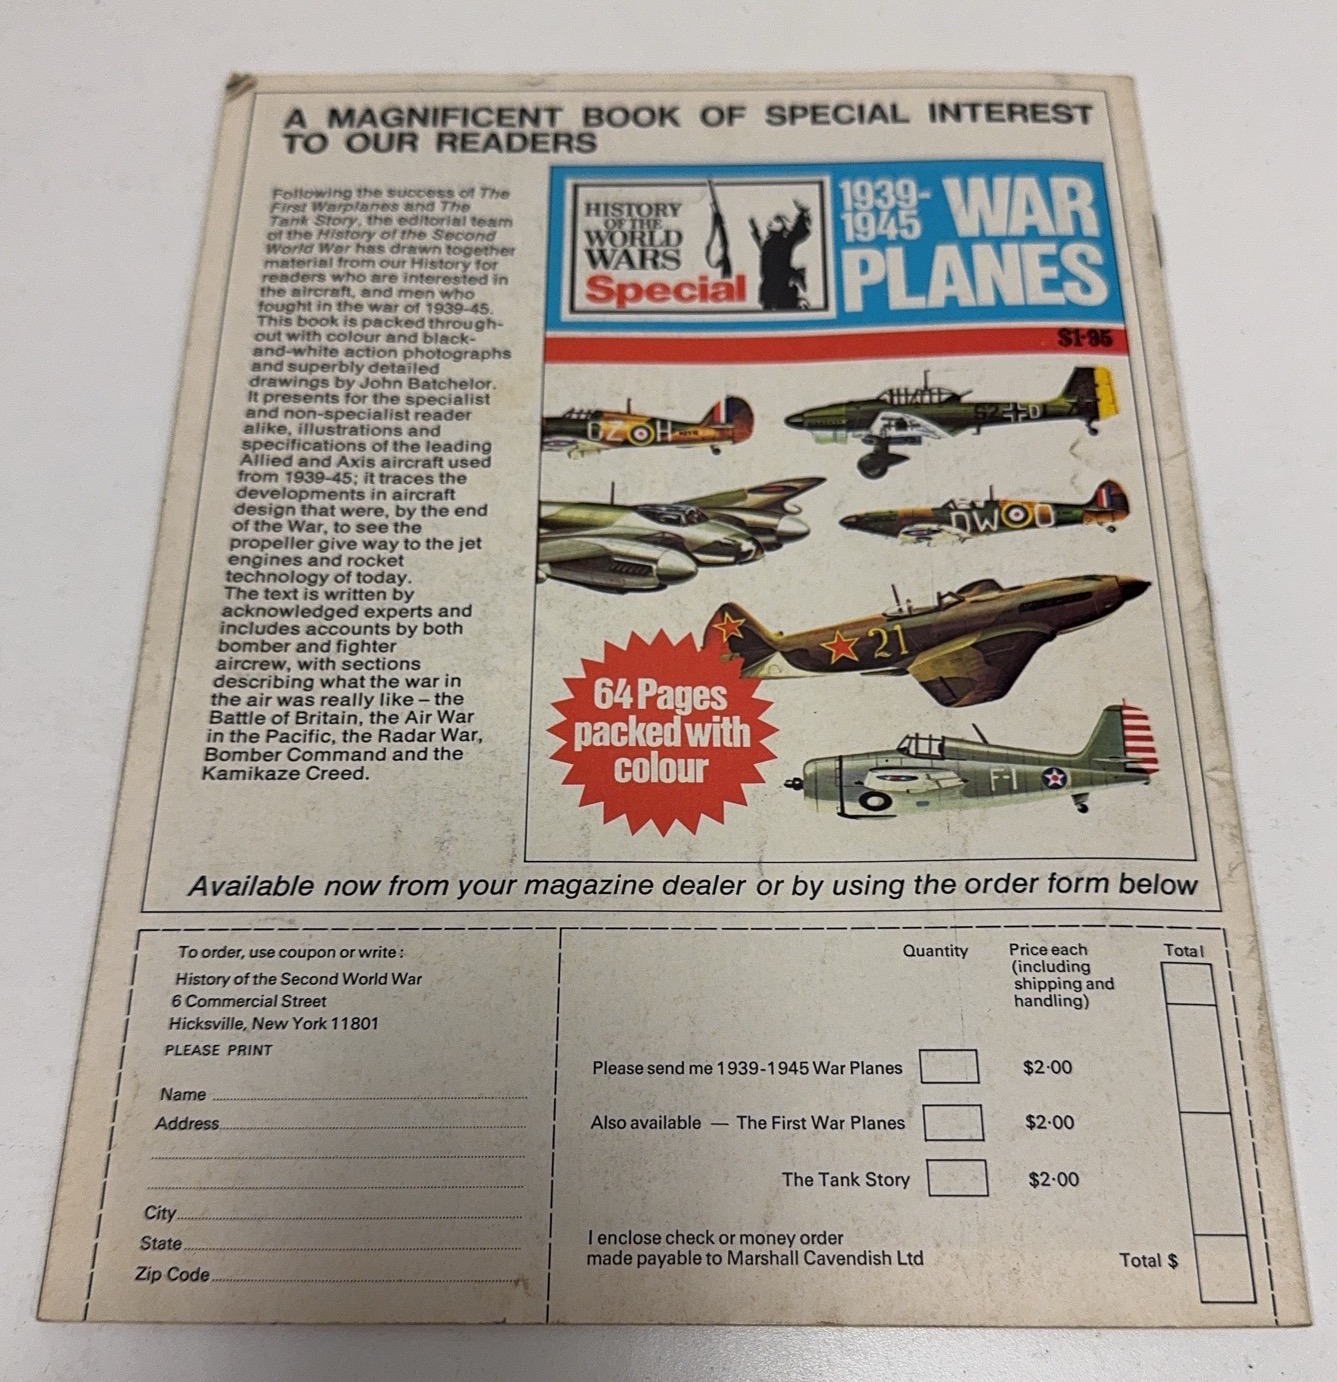 A MAGNIFICENT BOOK OF SPECIAL INTEREST
TO OUR READERS
Following the success of The
First Warplanes and The
Tank Story, the editorial team
of the History of the Second
World War has drawn together
material from our History for
readers who are interested in
the aircraft, and men who
fought in the war of 1939-45.
This book is packed through-
out with colour and black-
and-white action photographs
and superbly detailed
drawings by John Batchelor.
It presents for the specialist
and non-specialist reader
alike, illustrations and
specifications of the leading
Allied and Axis aircraft used
from 1939-45; it traces the
developments in aircraft
design that were, by the end
of the War, to see the
propeller give way to the jet
engines and rocket
technology of today.
The text is written by
acknowledged experts and
includes accounts by both
bomber and fighter
aircrew, with sections
describing what the war in
the air was really like – the
Battle of Britain, the Air War
in the Pacific, the Radar War,
Bomber Command and the
Kamikaze Creed.
HISTORY
OF THE
WORLD
WARS
Special
1939-
1945
WAR
PLANES
$1·95
DZ H
S2 D
DW O
21
F-1
64 Pages
packed with
colour
Available now from your magazine dealer or by using the order form below
To order, use coupon or write :
History of the Second World War
6 Commercial Street
Hicksville, New York 11801
PLEASE PRINT
Name
Address
City
State
Zip Code
Quantity
Price each
(including
shipping and
handling)
Total
Please send me 1939-1945 War Planes
$2·00
Also available — The First War Planes
$2·00
The Tank Story
$2·00
I enclose check or money order
made payable to Marshall Cavendish Ltd
Total $